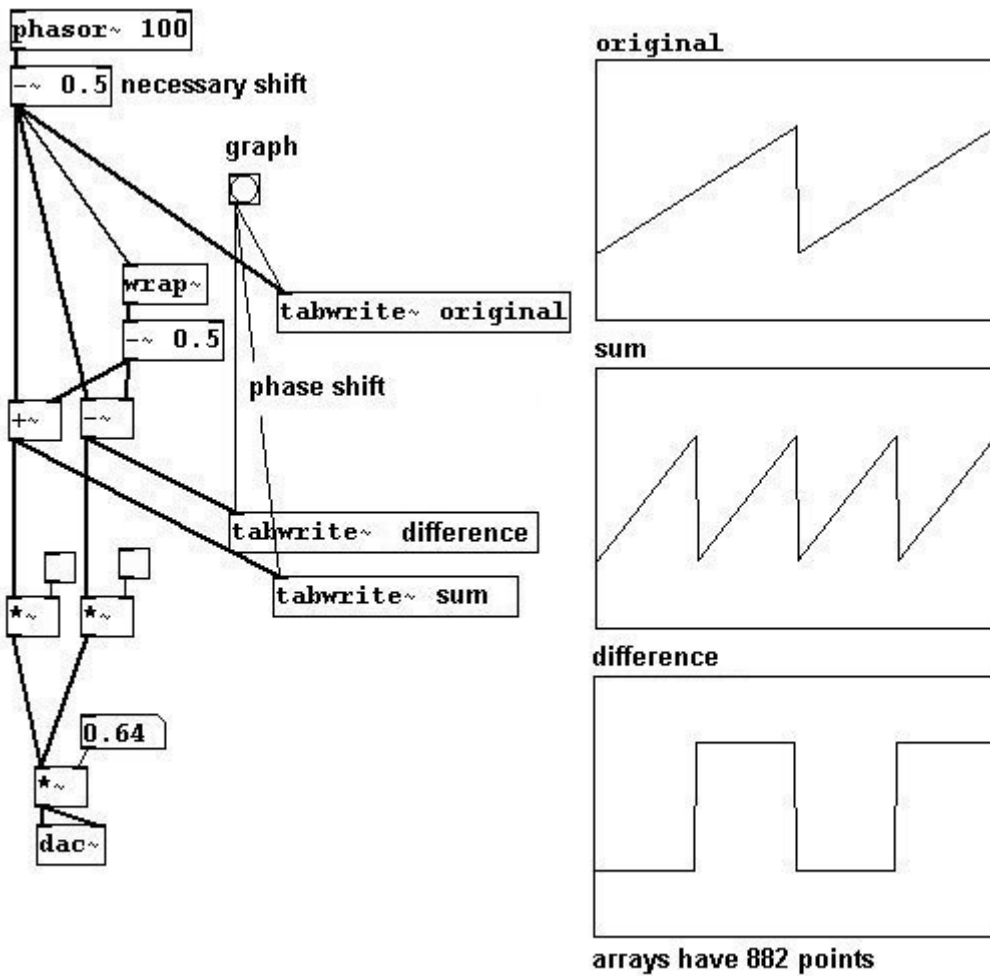 phasor~ 100
-~ 0.5 necessary shift
graph
wrap~
-~ 0.5
tabwrite~ original
phase shift
+~
-~
tabwrite~ difference
tabwrite~ sum
*~
*~
0.64
*~
dac~
original
sum
difference
arrays have 882 points